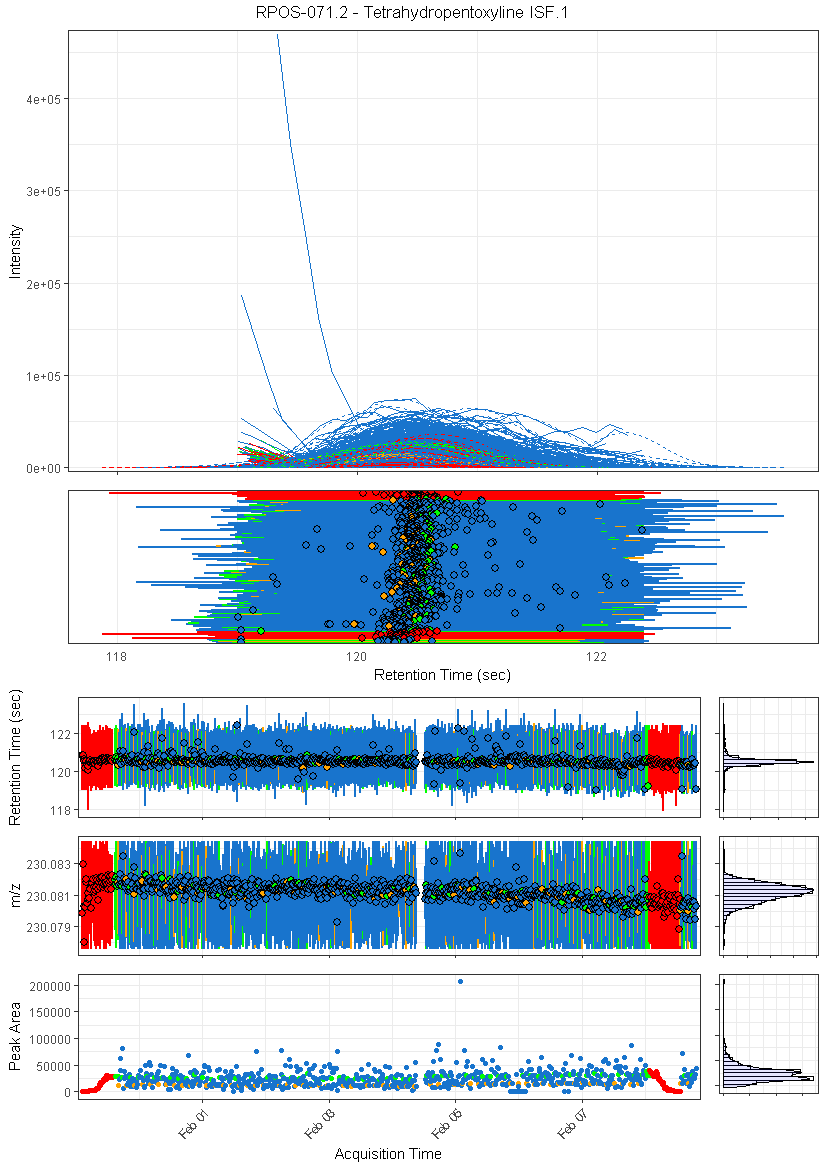 RPOS-071.2 - Tetrahydropentoxyline ISF.1
4e+05
3e+05
2e+05
1e+05
0e+00
Intensity
118
120
122
Retention Time (sec)
Retention Time (sec)
122
120
118
m/z
230.083
230.081
230.079
Peak Area
200000
150000
100000
50000
0
Feb 01
Feb 03
Feb 05
Feb 07
Acquisition Time